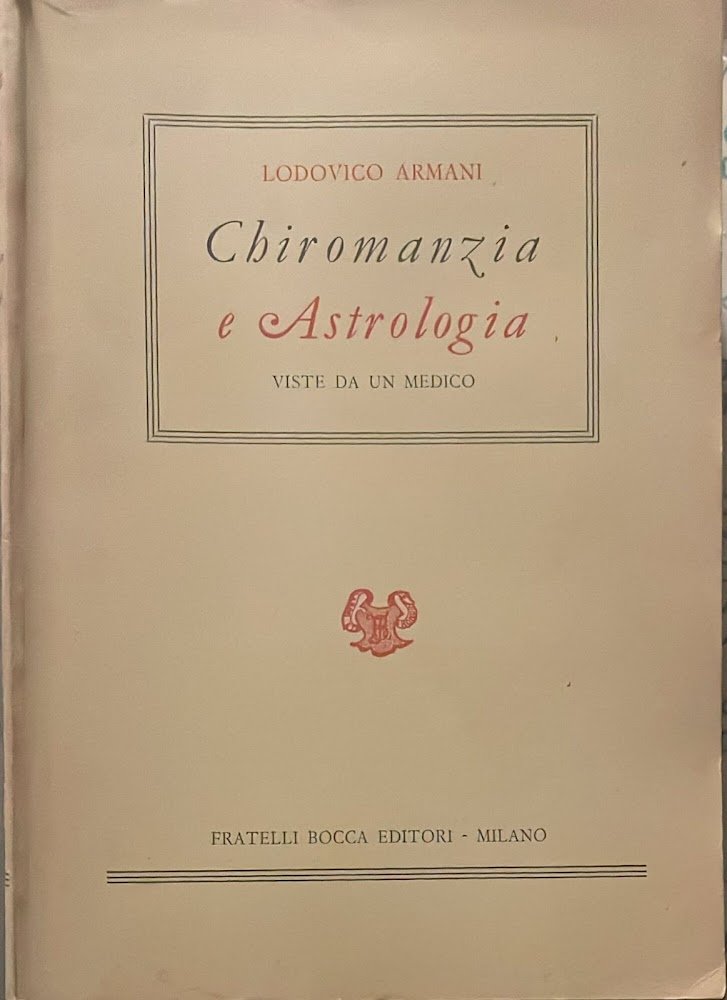 LODOVICO ARMANI
Chiromanzia
e Astrologia
VISTE DA UN MEDICO
FRATELLI BOCCA EDITORI - MILANO